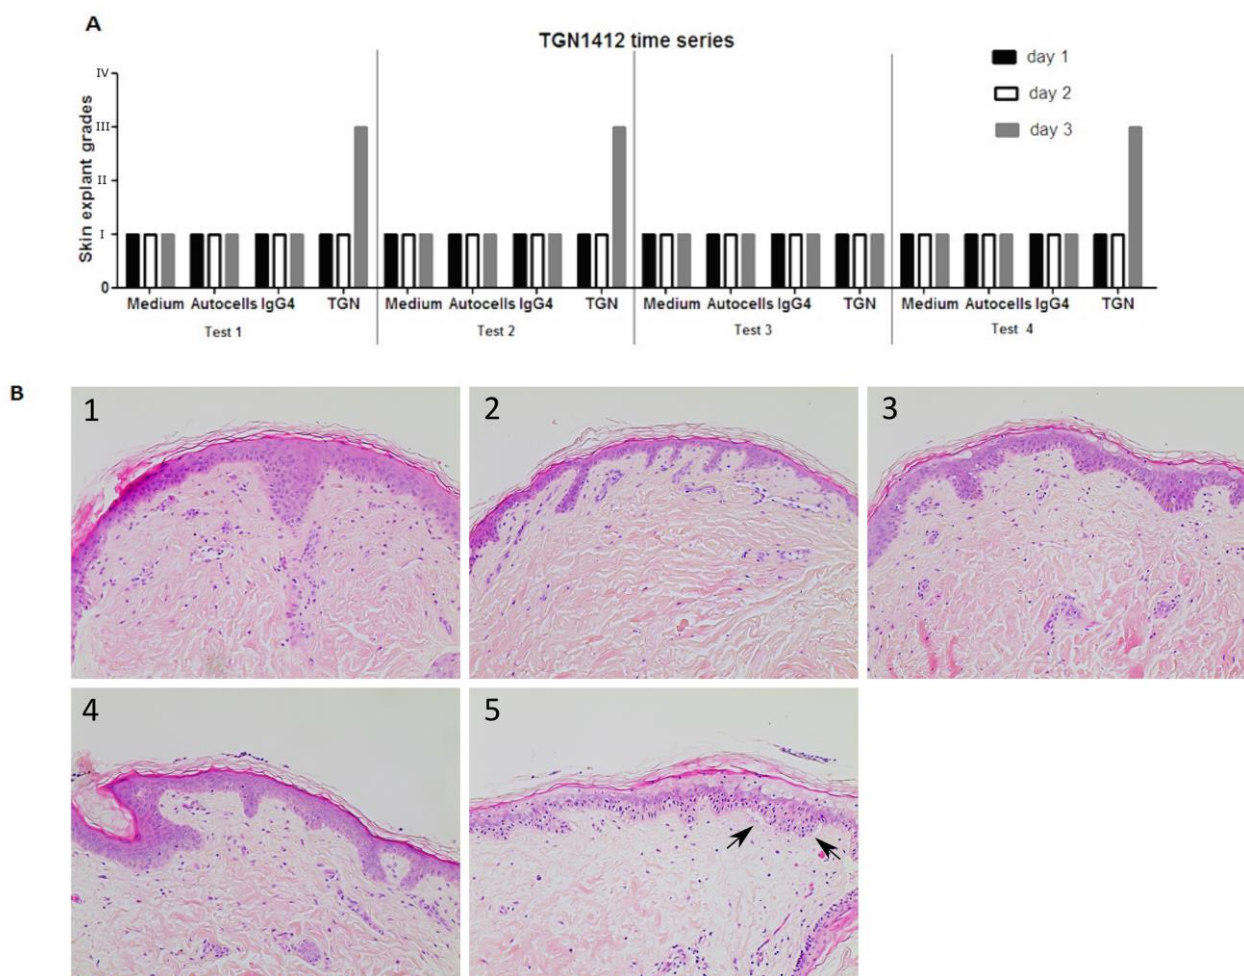 A
TGN1412 time series
day 1
day 2
day 3
Skin explant grades
IV
III
II
I
0
Medium Autocells IgG4 TGN Medium Autocells IgG4 TGN Medium Autocells IgG4 TGN Medium Autocells IgG4 TGN
Test 1 Test 2 Test 3 Test 4
B
1 2 3
4 5